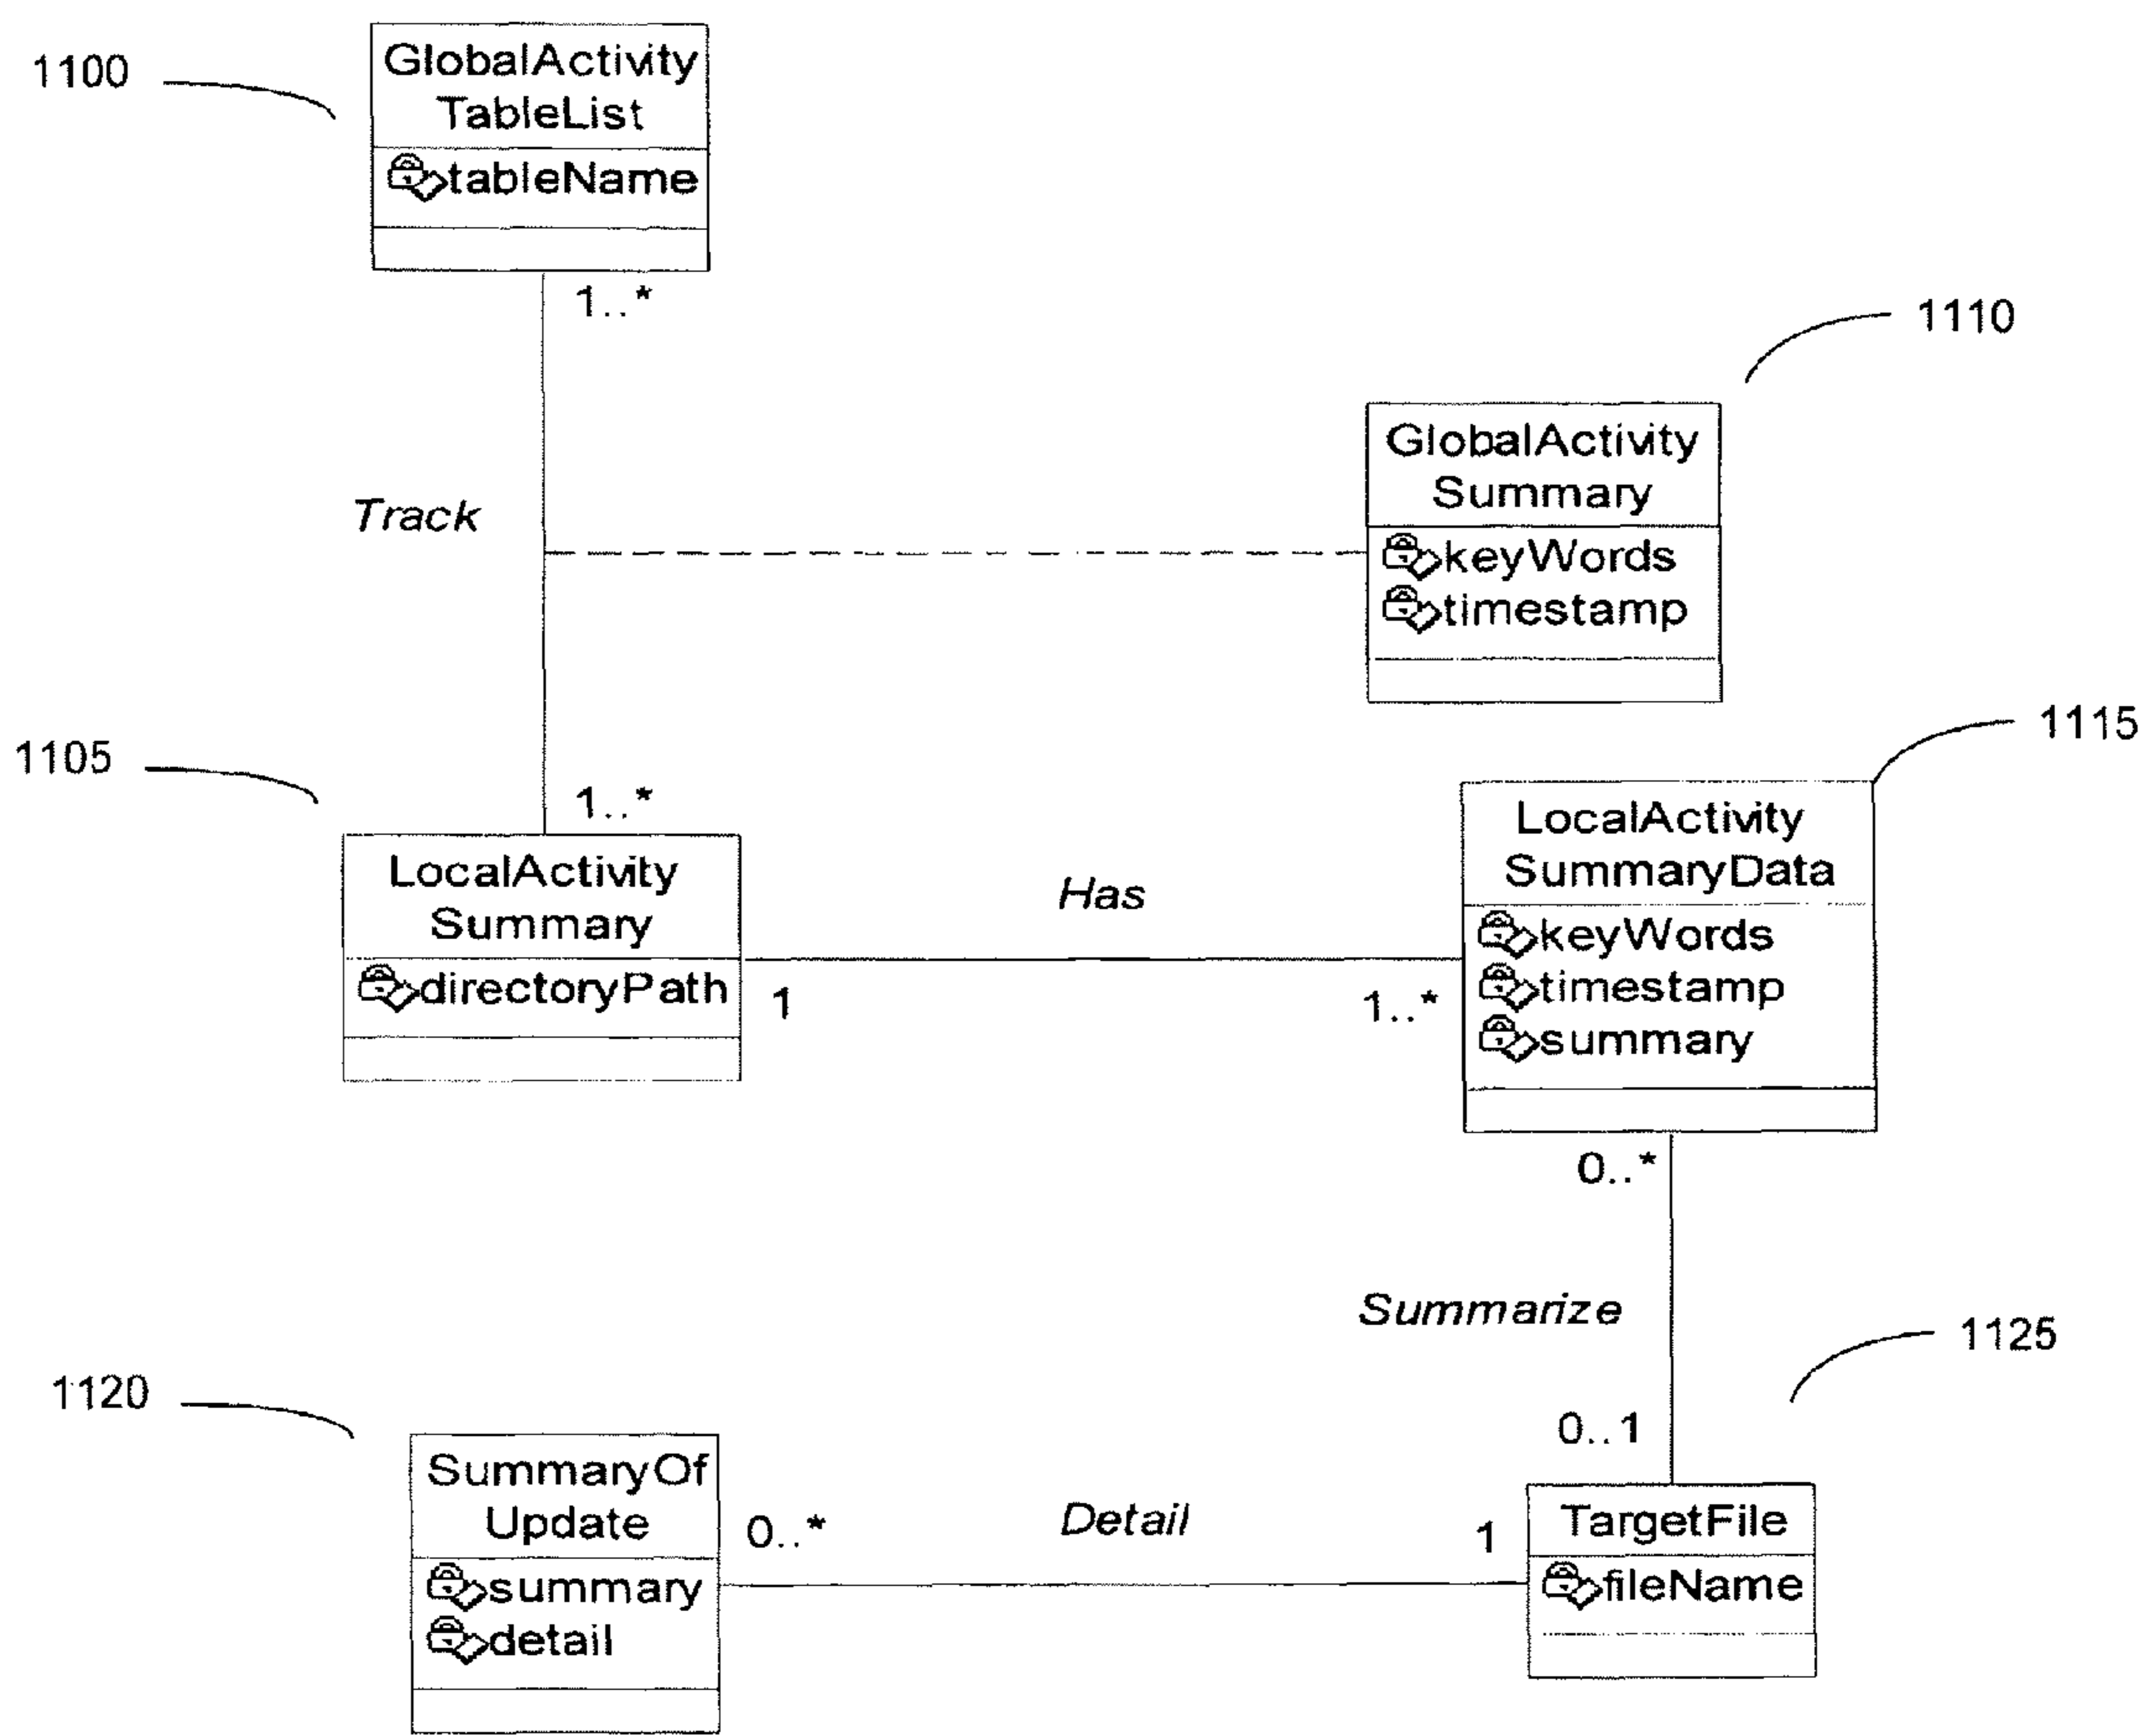 1100
GlobalActivity
TableList
tableName
1..*
1110
GlobalActivity
Summary
keyWords
timestamp
Track
1115
1105
1..*
LocalActivity
Summary
directoryPath
Has
1
1..*
LocalActivity
SummaryData
keyWords
timestamp
summary
0..*
Summarize
1125
1120
0..1
SummaryOf
Update
summary
detail
0..*
Detail
1
TargetFile
fileName